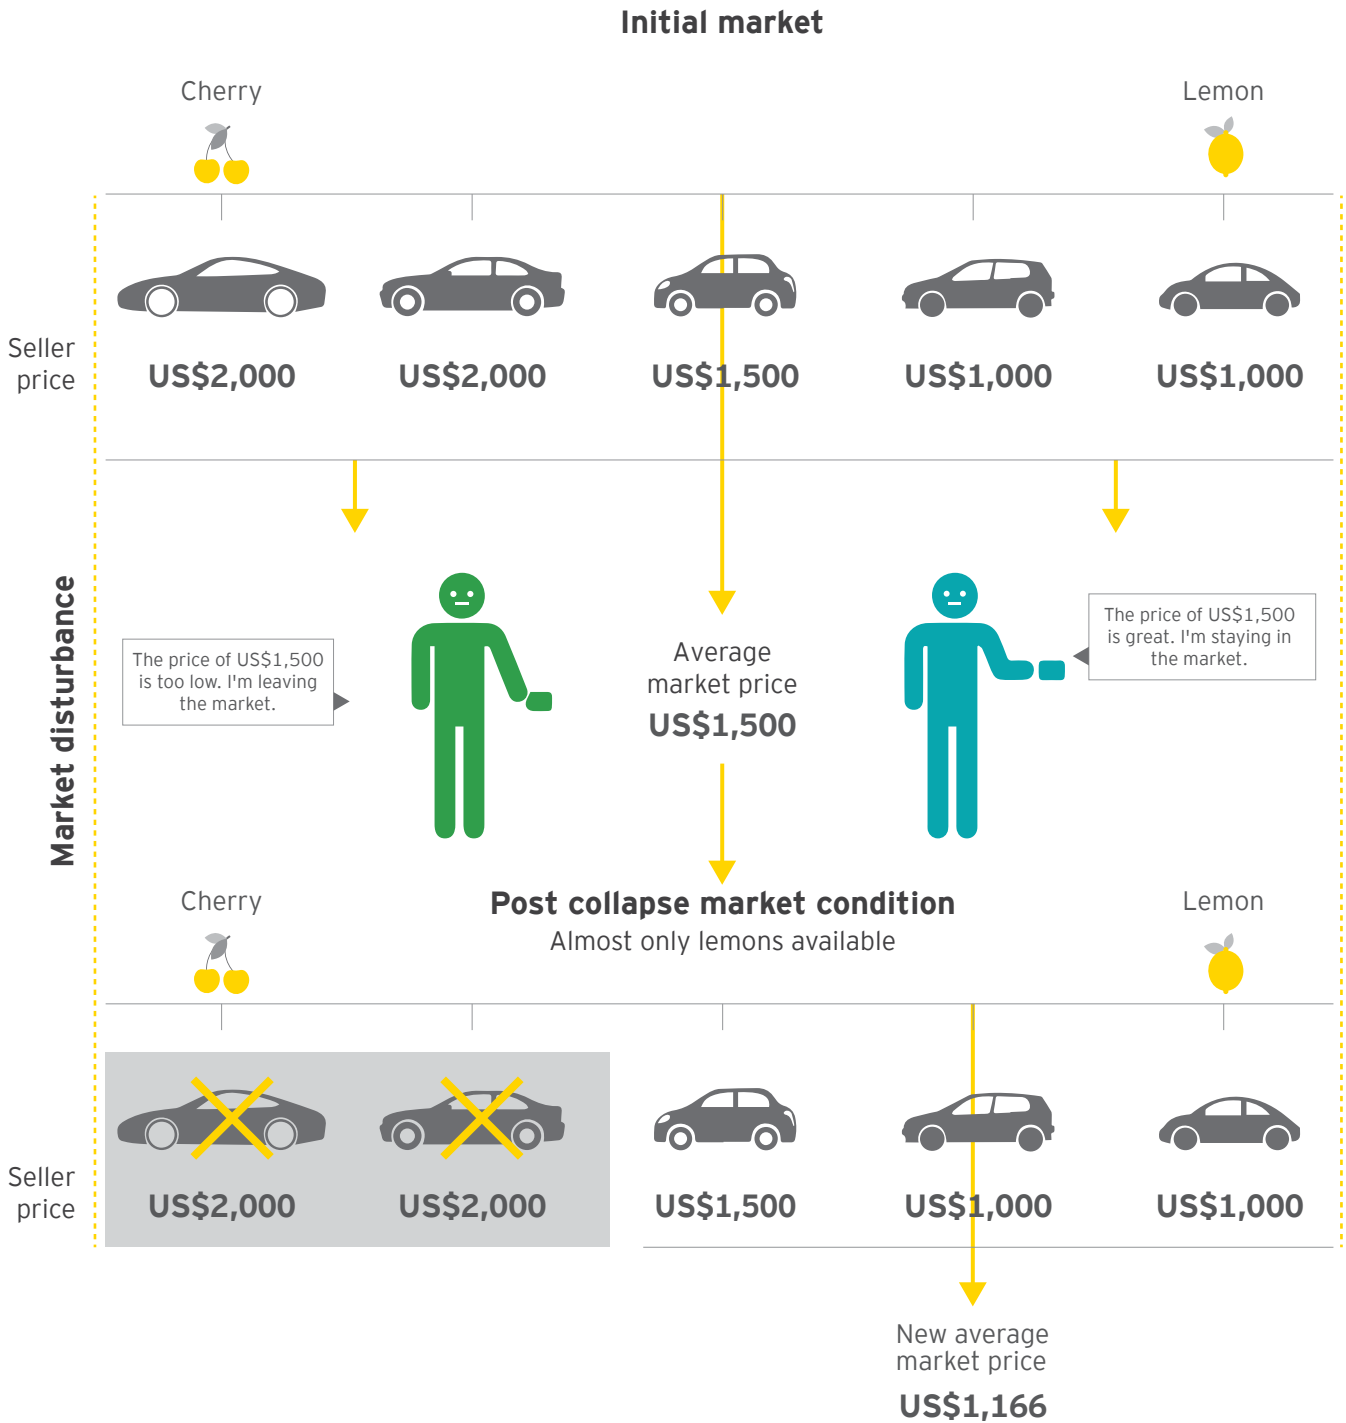 Initial market
Cherry
Lemon
Seller
price
US$2,000
US$2,000
US$1,500
US$1,000
US$1,000
Market disturbance
The price of US$1,500
is too low. I'm leaving
the market.
Average
market price
US$1,500
The price of US$1,500
is great. I'm staying in
the market.
Cherry
Post collapse market condition
Almost only lemons available
Lemon
Seller
price
US$2,000
US$2,000
US$1,500
US$1,000
US$1,000
New average
market price
US$1,166